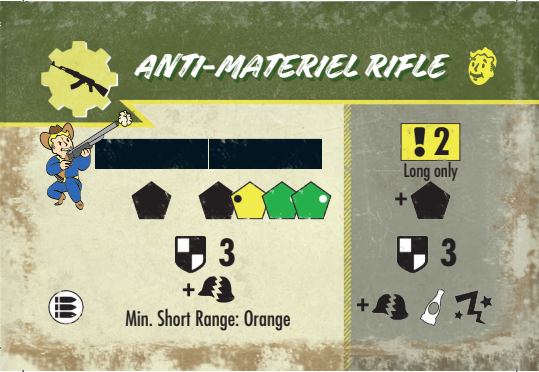 ANTI-MATERIEL RIFLE
! 2
Long only
+
3
3
+
+
Min. Short Range: Orange